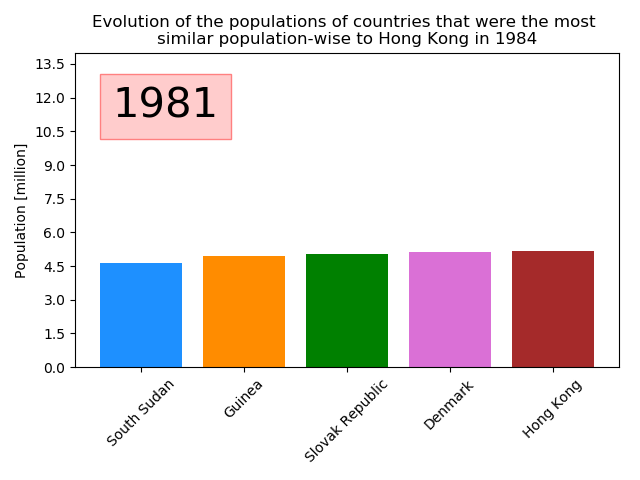 Evolution of the populations of countries that were the most
similar population-wise to Hong Kong in 1984
1981
Population [million]
13.5
12.0
10.5
9.0
7.5
6.0
4.5
3.0
1.5
0.0
South Sudan
Guinea
Slovak Republic
Denmark
Hong Kong